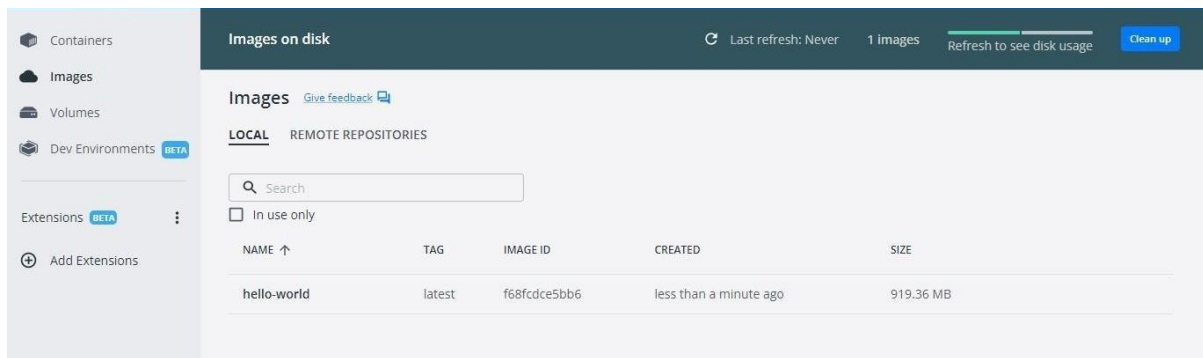 Containers
Images
Volumes
Dev Environments BETA
Extensions BETA
Add Extensions
Images on disk
Last refresh: Never
1 images
Refresh to see disk usage
Clean up
Images Give feedback
LOCAL REMOTE REPOSITORIES
Search
In use only
NAME TAG IMAGE ID CREATED SIZE
hello-world latest f68fcdce5bb6 less than a minute ago 919.36 MB